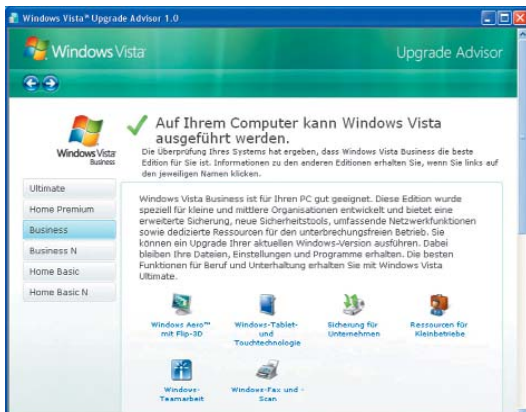 Windows Vista® Upgrade Advisor 1.0
Windows Vista™
Upgrade Advisor
Windows Vista
Business
Auf Ihrem Computer kann Windows Vista
ausgeführt werden.
Die Überprüfung Ihres Systems hat ergeben, dass Windows Vista Business die beste
Edition für Sie ist. Informationen zu den anderen Editionen erhalten Sie, wenn Sie links auf
den jeweiligen Namen klicken.
Ultimate
Home Premium
Business
Business N
Home Basic
Home Basic N
Windows Vista Business ist für Ihren PC gut geeignet. Diese Edition wurde
speziell für kleine und mittlere Organisationen entwickelt und bietet eine
erweiterte Sicherung, neue Sicherheitstools, umfassende Netzwerkfunktionen
sowie dedizierte Ressourcen für den unterbrechungsfreien Betrieb. Sie
können ein Upgrade Ihrer aktuellen Windows-Version ausführen. Dabei
bleiben Ihre Dateien, Einstellungen und Programme erhalten. Die besten
Funktionen für Beruf und Unterhaltung erhalten Sie mit Windows Vista
Ultimate.
Windows Aero™
mit Flip-3D
Windows-Tablet-
und
Touchtechnologie
Sicherung für
Unternehmen
Ressourcen für
Kleinbetriebe
Windows-
Teamarbeit
Windows-Fax und -
Scan